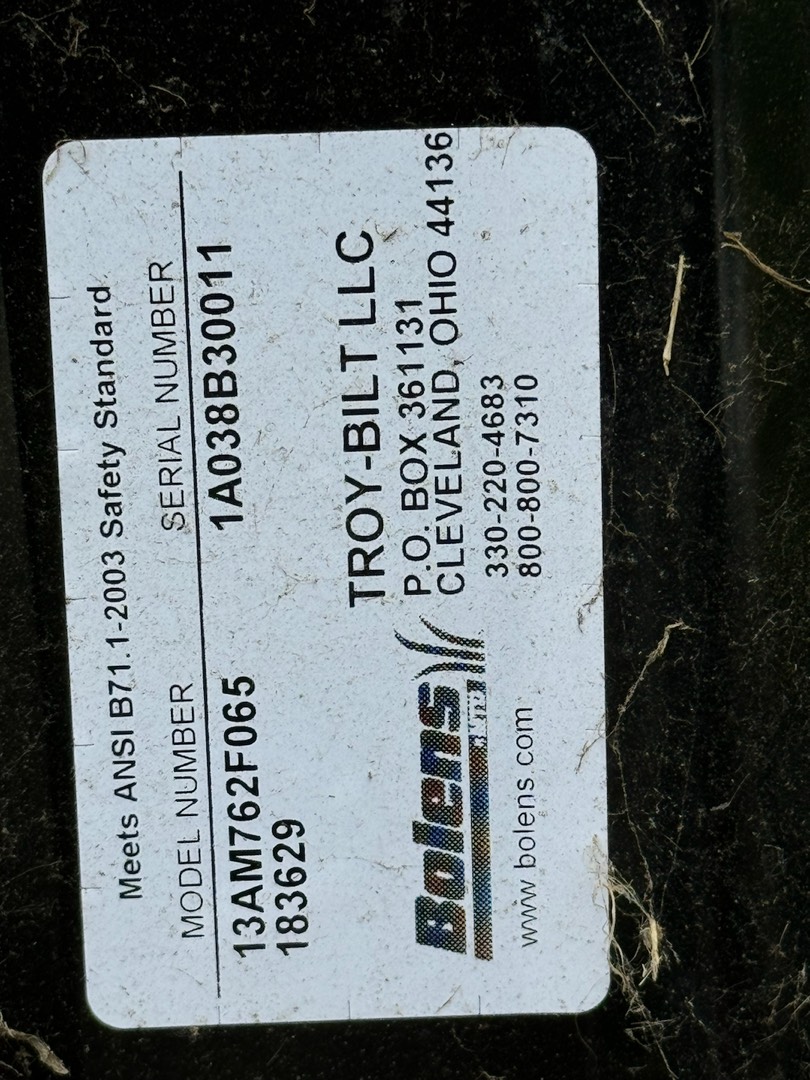 Meets ANSI B71.1-2003 Safety Standard
MODEL NUMBER SERIAL NUMBER
13AM762F065 1A038B30011
183629
TROY-BILT LLC
P.O. BOX 361131
CLEVELAND, OHIO 44136
330-220-4683
800-800-7310
Bolens
www.bolens.com